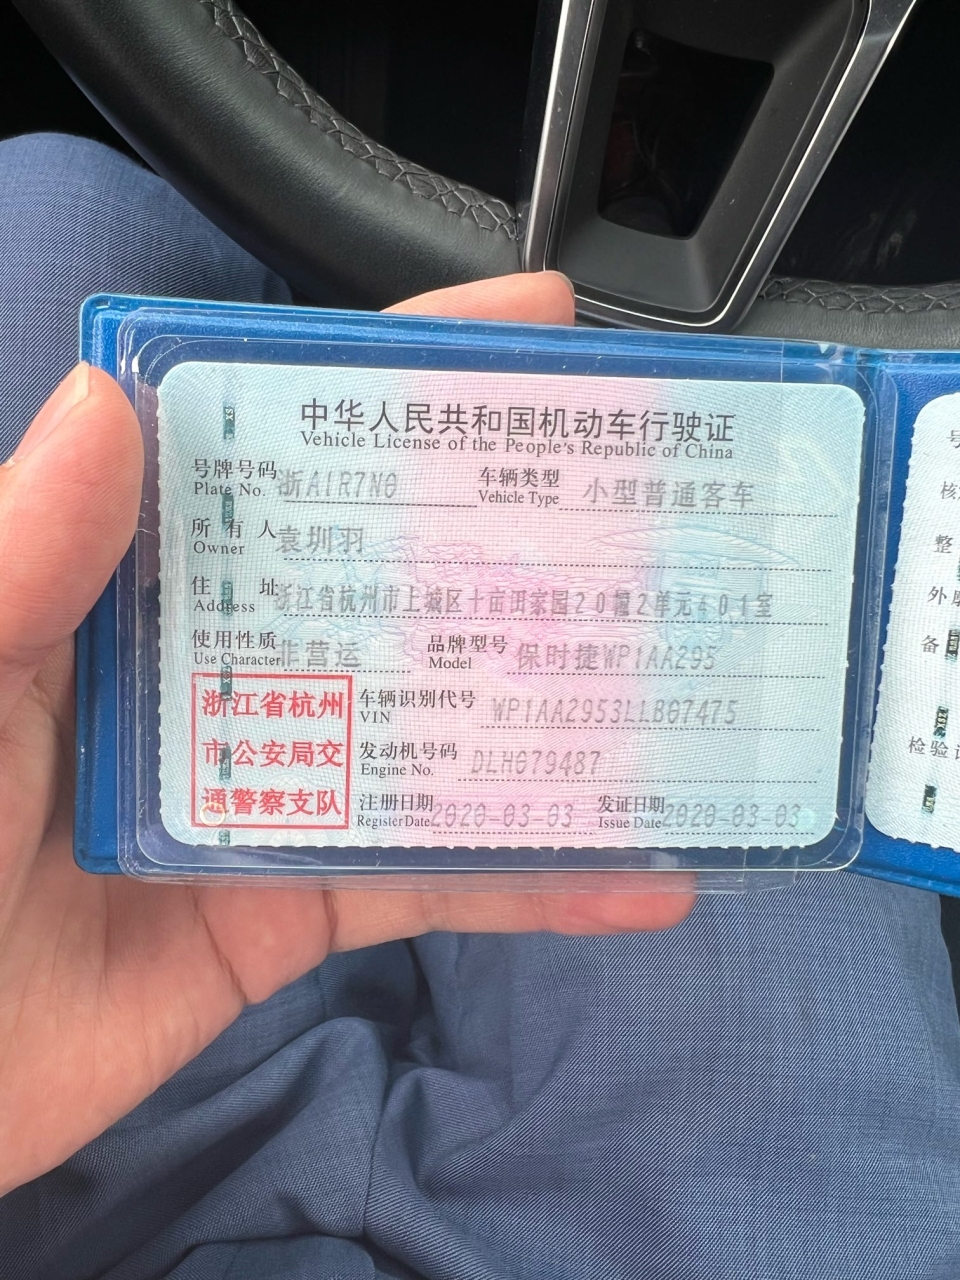 中华人民共和国机动车行驶证
Vehicle License of the People's Republic of China
号牌号码 Plate No. 浙A1R7N0 车辆类型 Vehicle Type 小型普通客车
所有人 Owner 袁圳羽
住址 Address 浙江省杭州市上城区十亩田家园20幢2单元401室
使用性质 Use Character 非营运 品牌型号 Model 保时捷WP1AA295
浙江省杭州
市公安局交
通警察支队
车辆识别代号 VIN WP1AA2953LLB07475
发动机号码 Engine No. DLH079487
注册日期 Register Date 2020-03-03 发证日期 Issue Date 2020-03-03
号
核
整
外
备
检验